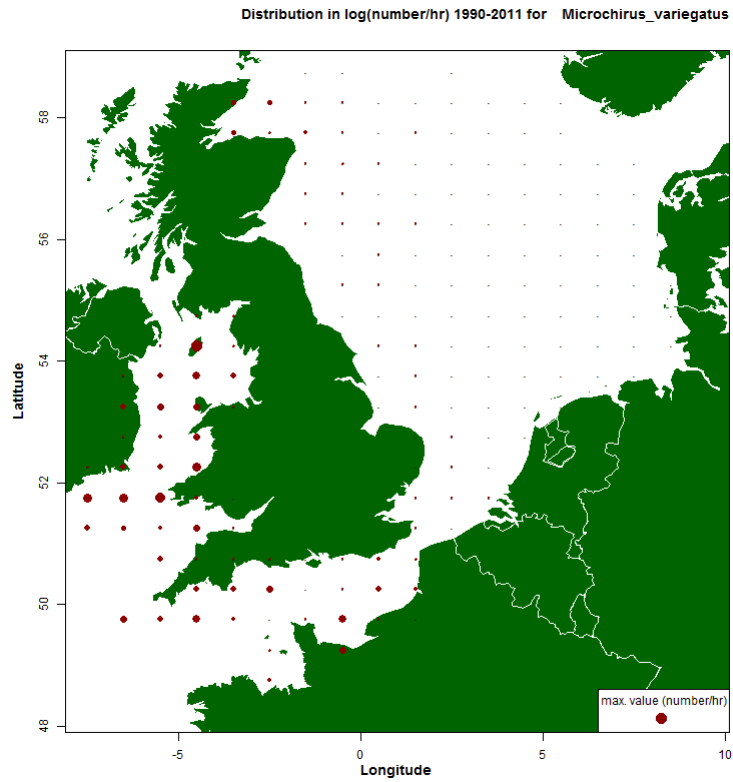 Distribution in log(number/hr) 1990-2011 for Microchirus_variegatus
58
56
54
52
50
48
Latitude
max. value (number/hr)
-5 0 5 10
Longitude